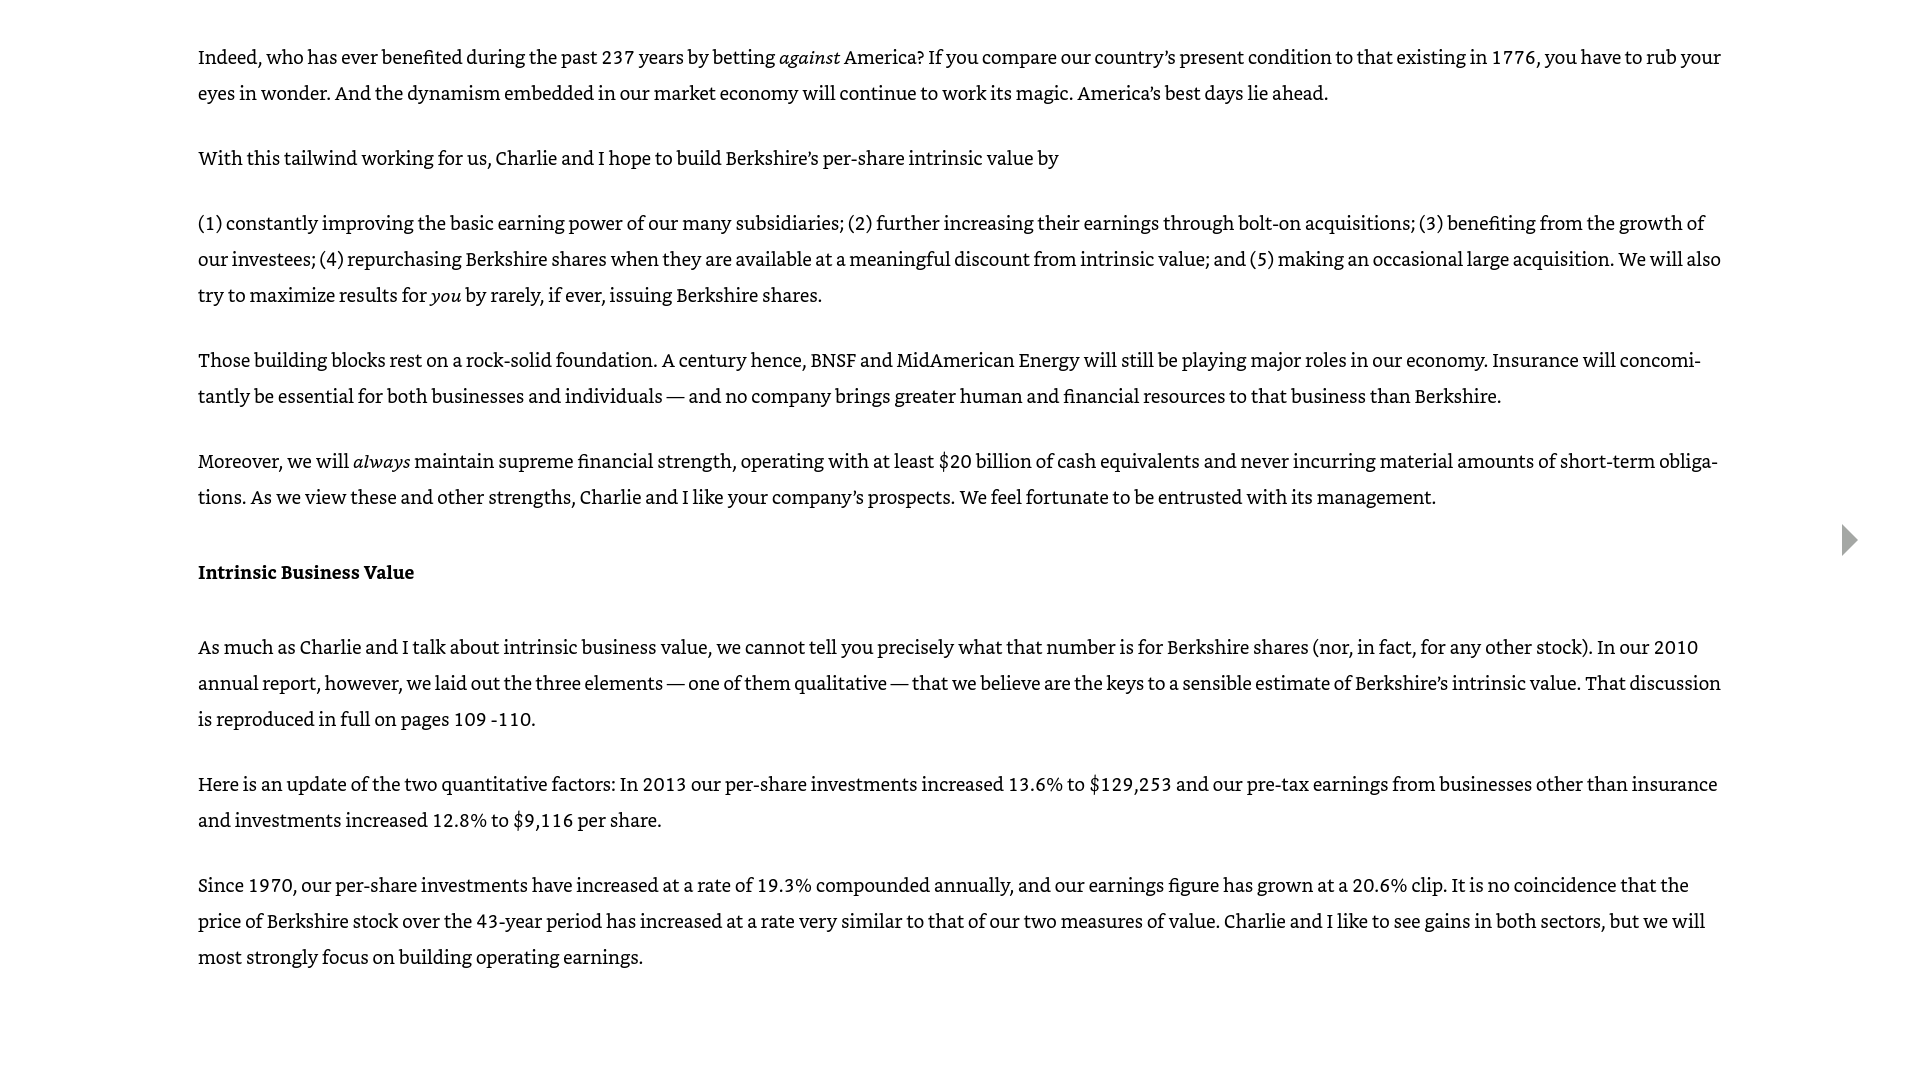 Indeed, who has ever benefited during the past 237 years by betting against America? If you compare our country’s present condition to that existing in 1776, you have to rub your
eyes in wonder. And the dynamism embedded in our market economy will continue to work its magic. America’s best days lie ahead.
With this tailwind working for us, Charlie and I hope to build Berkshire’s per-share intrinsic value by
(1) constantly improving the basic earning power of our many subsidiaries; (2) further increasing their earnings through bolt-on acquisitions; (3) benefiting from the growth of
our investees; (4) repurchasing Berkshire shares when they are available at a meaningful discount from intrinsic value; and (5) making an occasional large acquisition. We will also
try to maximize results for you by rarely, if ever, issuing Berkshire shares.
Those building blocks rest on a rock-solid foundation. A century hence, BNSF and MidAmerican Energy will still be playing major roles in our economy. Insurance will concomi-
tantly be essential for both businesses and individuals — and no company brings greater human and financial resources to that business than Berkshire.
Moreover, we will always maintain supreme financial strength, operating with at least $20 billion of cash equivalents and never incurring material amounts of short-term obliga-
tions. As we view these and other strengths, Charlie and I like your company’s prospects. We feel fortunate to be entrusted with its management.
Intrinsic Business Value
As much as Charlie and I talk about intrinsic business value, we cannot tell you precisely what that number is for Berkshire shares (nor, in fact, for any other stock). In our 2010
annual report, however, we laid out the three elements — one of them qualitative — that we believe are the keys to a sensible estimate of Berkshire’s intrinsic value. That discussion
is reproduced in full on pages 109 -110.
Here is an update of the two quantitative factors: In 2013 our per-share investments increased 13.6% to $129,253 and our pre-tax earnings from businesses other than insurance
and investments increased 12.8% to $9,116 per share.
Since 1970, our per-share investments have increased at a rate of 19.3% compounded annually, and our earnings figure has grown at a 20.6% clip. It is no coincidence that the
price of Berkshire stock over the 43-year period has increased at a rate very similar to that of our two measures of value. Charlie and I like to see gains in both sectors, but we will
most strongly focus on building operating earnings.